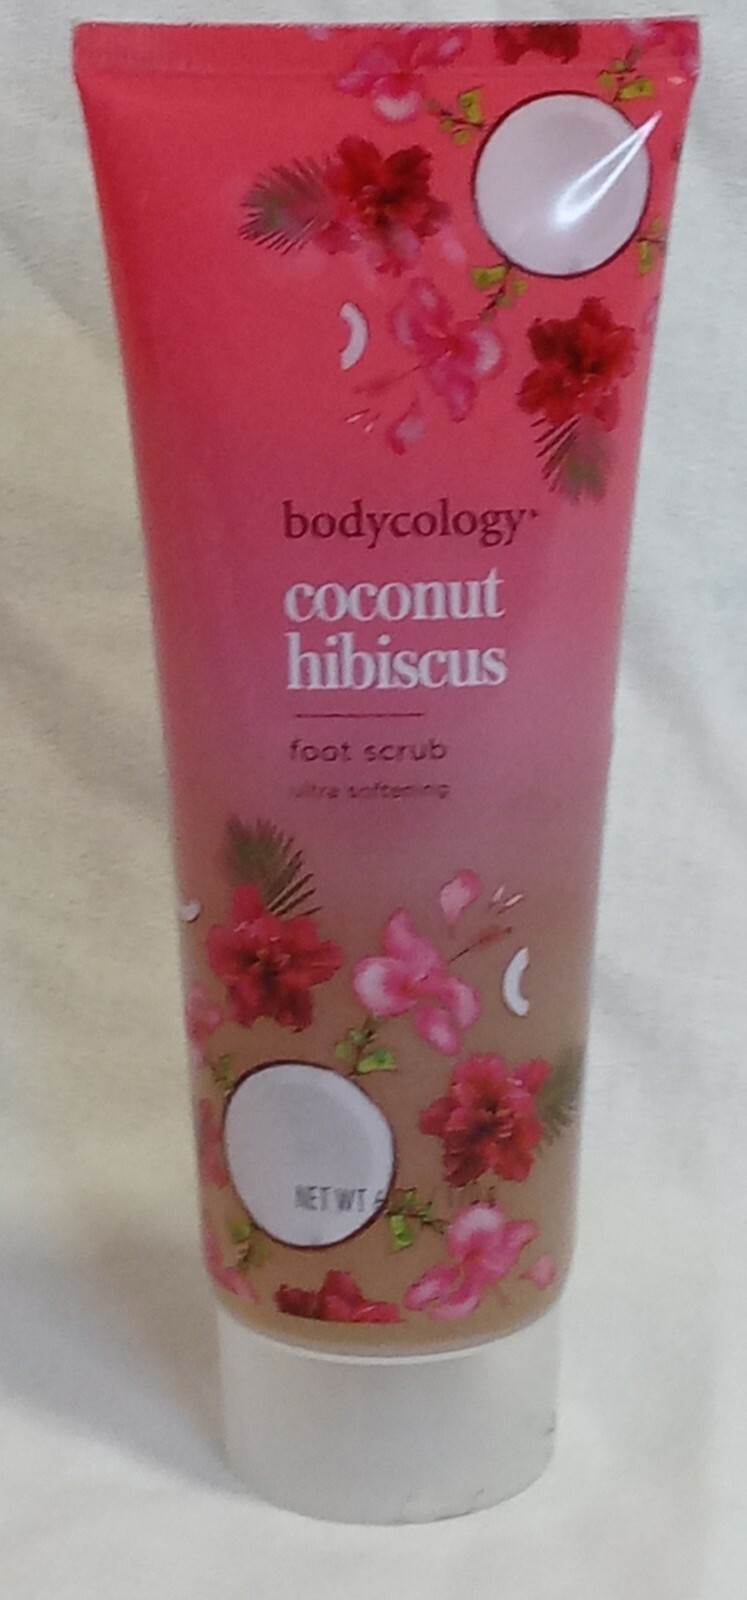 bodycology
coconut
hibiscus
foot scrub
ultra softening
NET WT